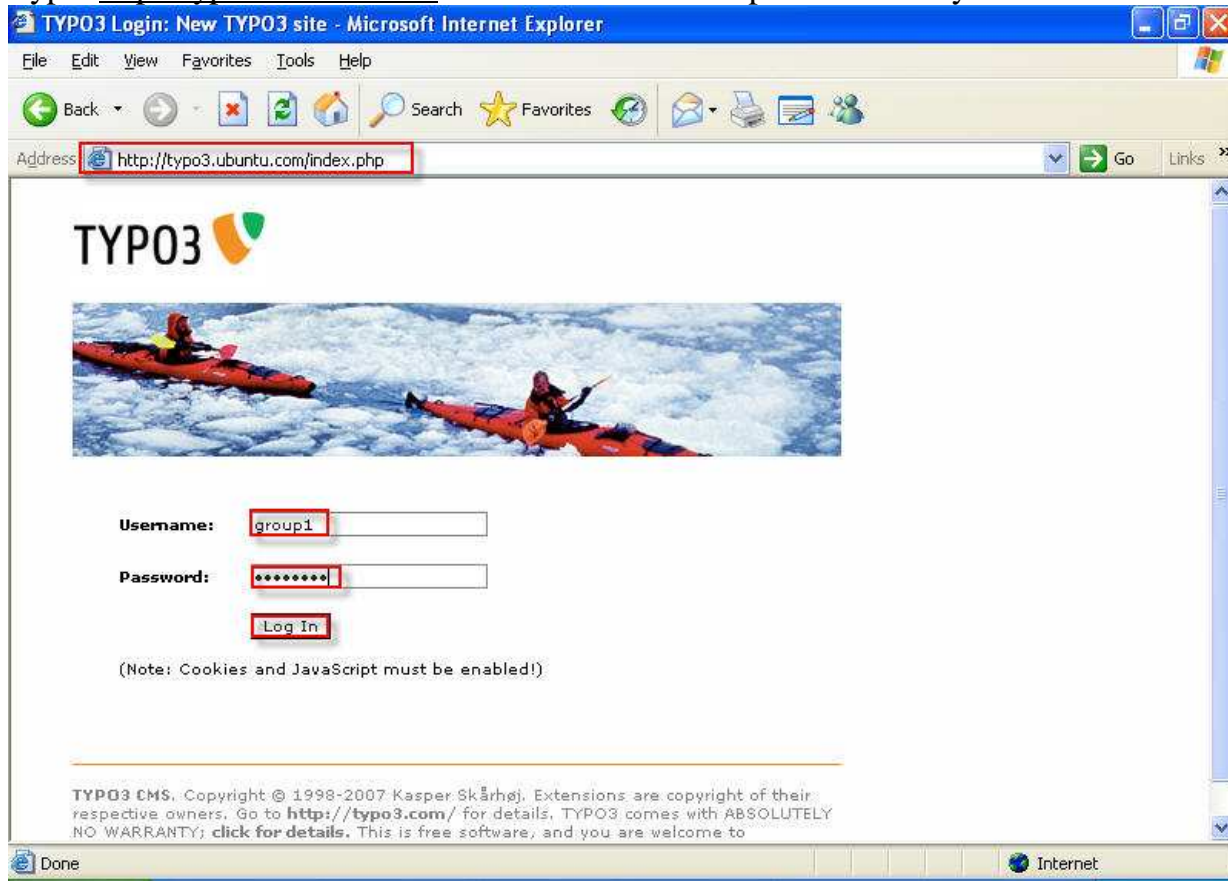 TYPO3 Login: New TYPO3 site - Microsoft Internet Explorer
File Edit View Favorites Tools Help
Back Search Favorites
Address http://typo3.ubuntu.com/index.php Go Links »
TYPO3
Username: group1
Password: ••••••••
Log In
(Note: Cookies and JavaScript must be enabled!)
TYPO3 CMS. Copyright © 1998-2007 Kasper Skårhøj. Extensions are copyright of their
respective owners. Go to http://typo3.com/ for details. TYPO3 comes with ABSOLUTELY
NO WARRANTY; click for details. This is free software, and you are welcome to
Done Internet